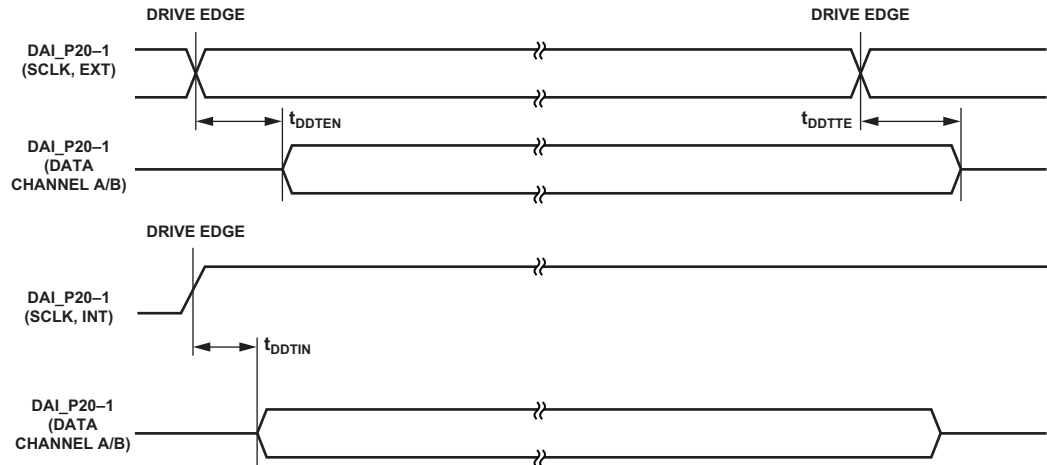 DRIVE EDGE
DRIVE EDGE
DAI_P20–1
(SCLK, EXT)
tDDTEN
tDDTTE
DAI_P20–1
(DATA
CHANNEL A/B)
DRIVE EDGE
DAI_P20–1
(SCLK, INT)
tDDTIN
DAI_P20–1
(DATA
CHANNEL A/B)